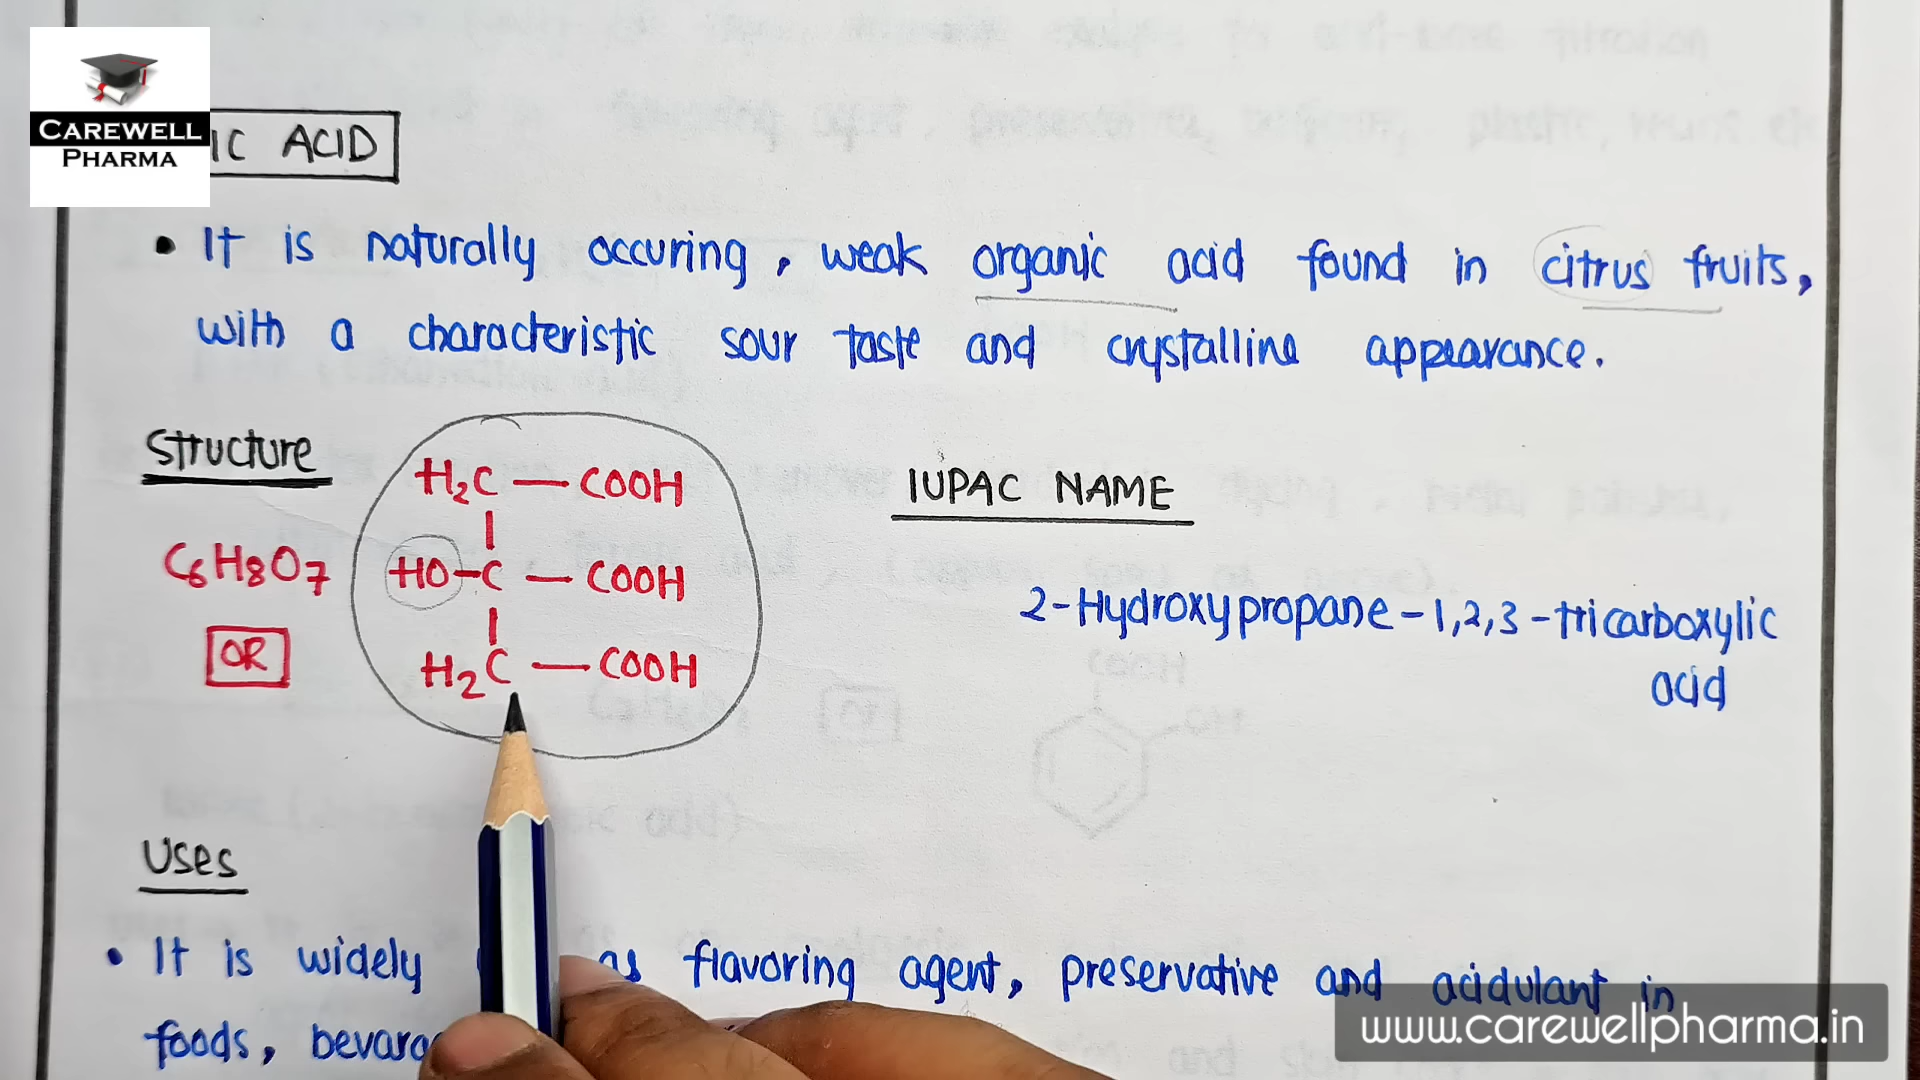 CAREWELL
PHARMA
IC ACID
• It is naturally occuring, weak organic acid found in citrus fruits,
with a characteristic sour taste and crystalline appearance.
Structure
H₂C — COOH
IUPAC NAME
C₆H₈O₇
HO–C — COOH
2-Hydroxypropane-1,2,3-tricarboxylic
acid
OR
H₂C — COOH
Uses
• It is widely as flavoring agent, preservative and acidulant in
foods,
www.carewellpharma.in